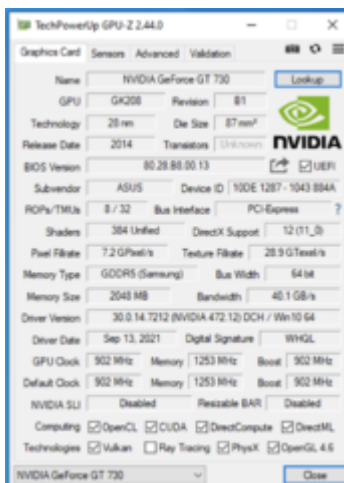 TechPowerUp GPU-Z 2.44.0
Graphics Card Sensors Advanced Validation
Name NVIDIA GeForce GT 730 Lookup
GPU GK208 Revision B1
Technology 28 nm Die Size 87 mm²
Release Date 2014 Transistors Unknown
NVIDIA
BIOS Version 80.28.B8.00.13 UEFI
Subvendor ASUS Device ID 10DE 1287 - 1043 884A
ROPs/TMUs 8 / 32 Bus Interface PCI-Express ?
Shaders 384 Unified DirectX Support 12 (11_0)
Pixel Fillrate 7.2 GPixel/s Texture Fillrate 28.9 GTexel/s
Memory Type GDDR5 (Samsung) Bus Width 64 bit
Memory Size 2048 MB Bandwidth 40.1 GB/s
Driver Version 30.0.14.7212 (NVIDIA 472.12) DCH / Win10 64
Driver Date Sep 13, 2021 Digital Signature WHQL
GPU Clock 902 MHz Memory 1253 MHz Boost 902 MHz
Default Clock 902 MHz Memory 1253 MHz Boost 902 MHz
NVIDIA SLI Disabled Resizable BAR Disabled
Computing OpenCL CUDA DirectCompute DirectML
Technologies Vulkan Ray Tracing PhysX OpenGL 4.6
NVIDIA GeForce GT 730 Close